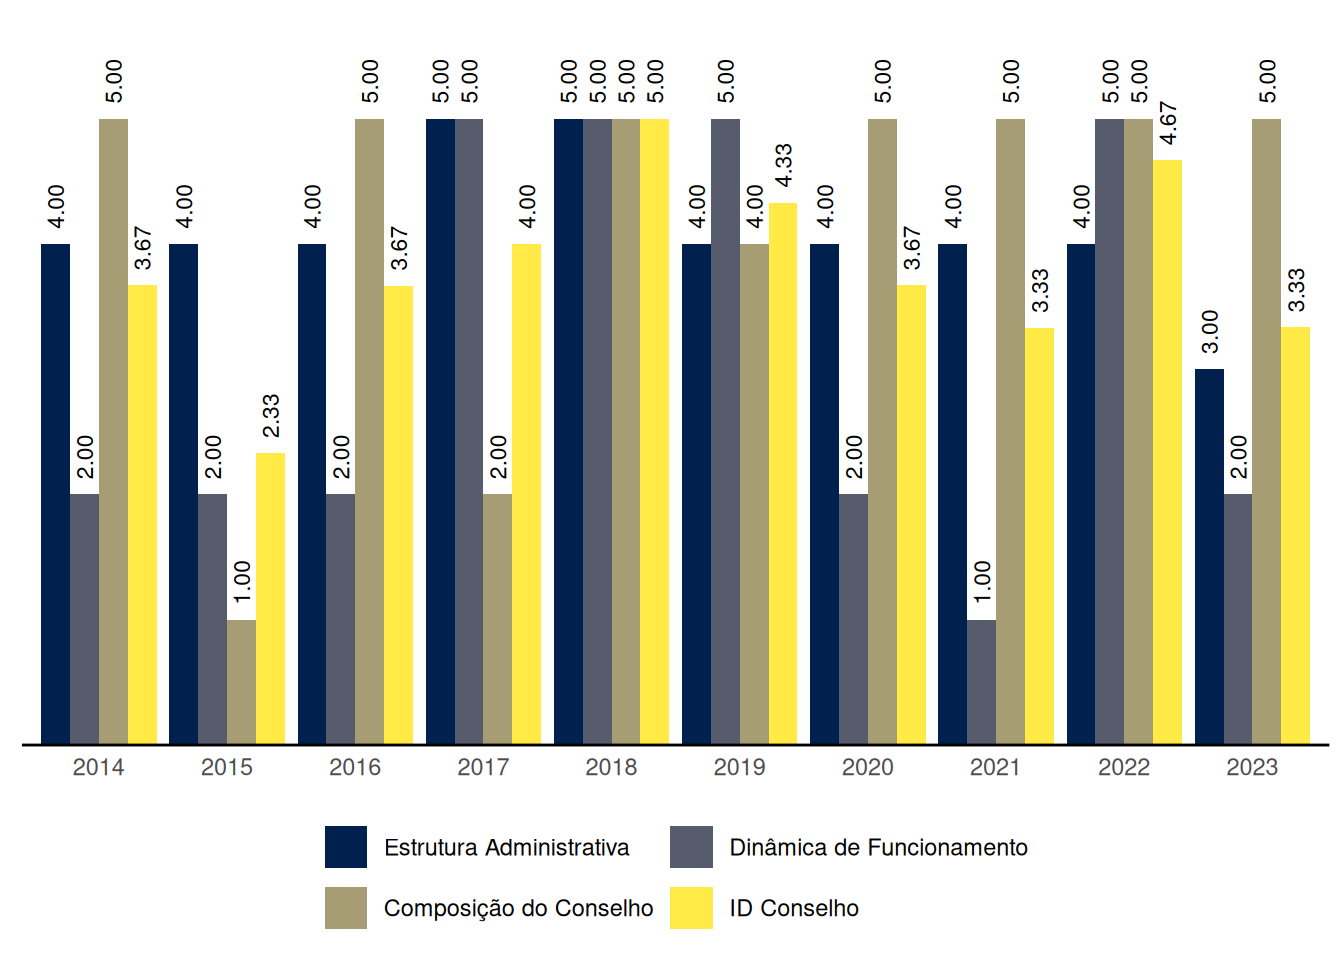 4.00 2.00 5.00 3.67
4.00 2.00 1.00 2.33
4.00 2.00 5.00 3.67
5.00 5.00 2.00 4.00
5.00 5.00 5.00 5.00
4.00 5.00 4.00 4.33
4.00 2.00 5.00 3.67
4.00 1.00 5.00 3.33
4.00 5.00 5.00 4.67
3.00 2.00 5.00 3.33
2014 2015 2016 2017 2018 2019 2020 2021 2022 2023
Estrutura Administrativa Dinâmica de Funcionamento
Composição do Conselho ID Conselho